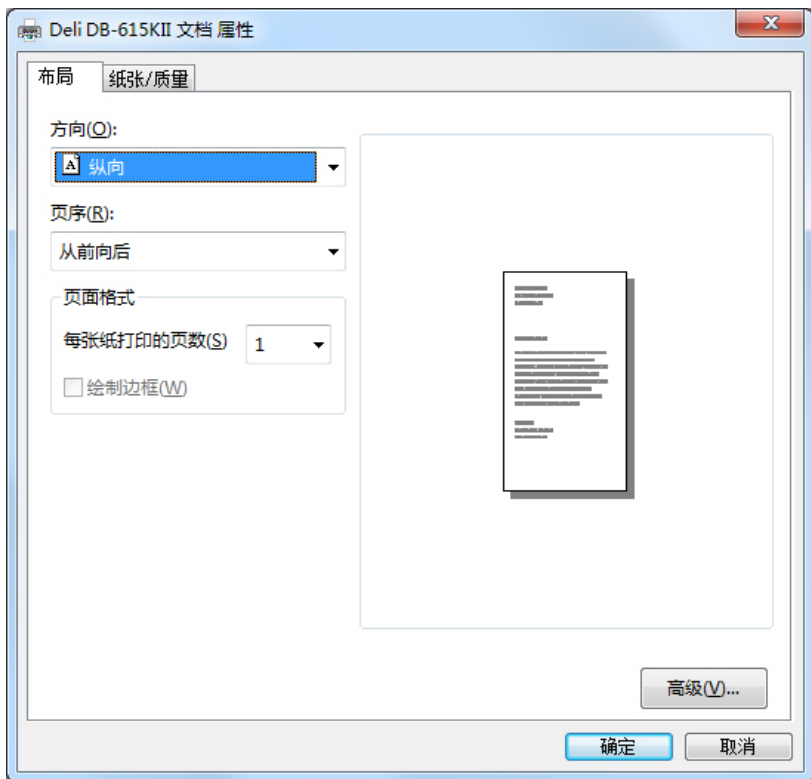 Deli DB-615KII 文档 属性
布局
纸张/质量
方向(O):
A 纵向
页序(R):
从前向后
页面格式
每张纸打印的页数(S) 1
绘制边框(W)
高级(V)...
确定 取消